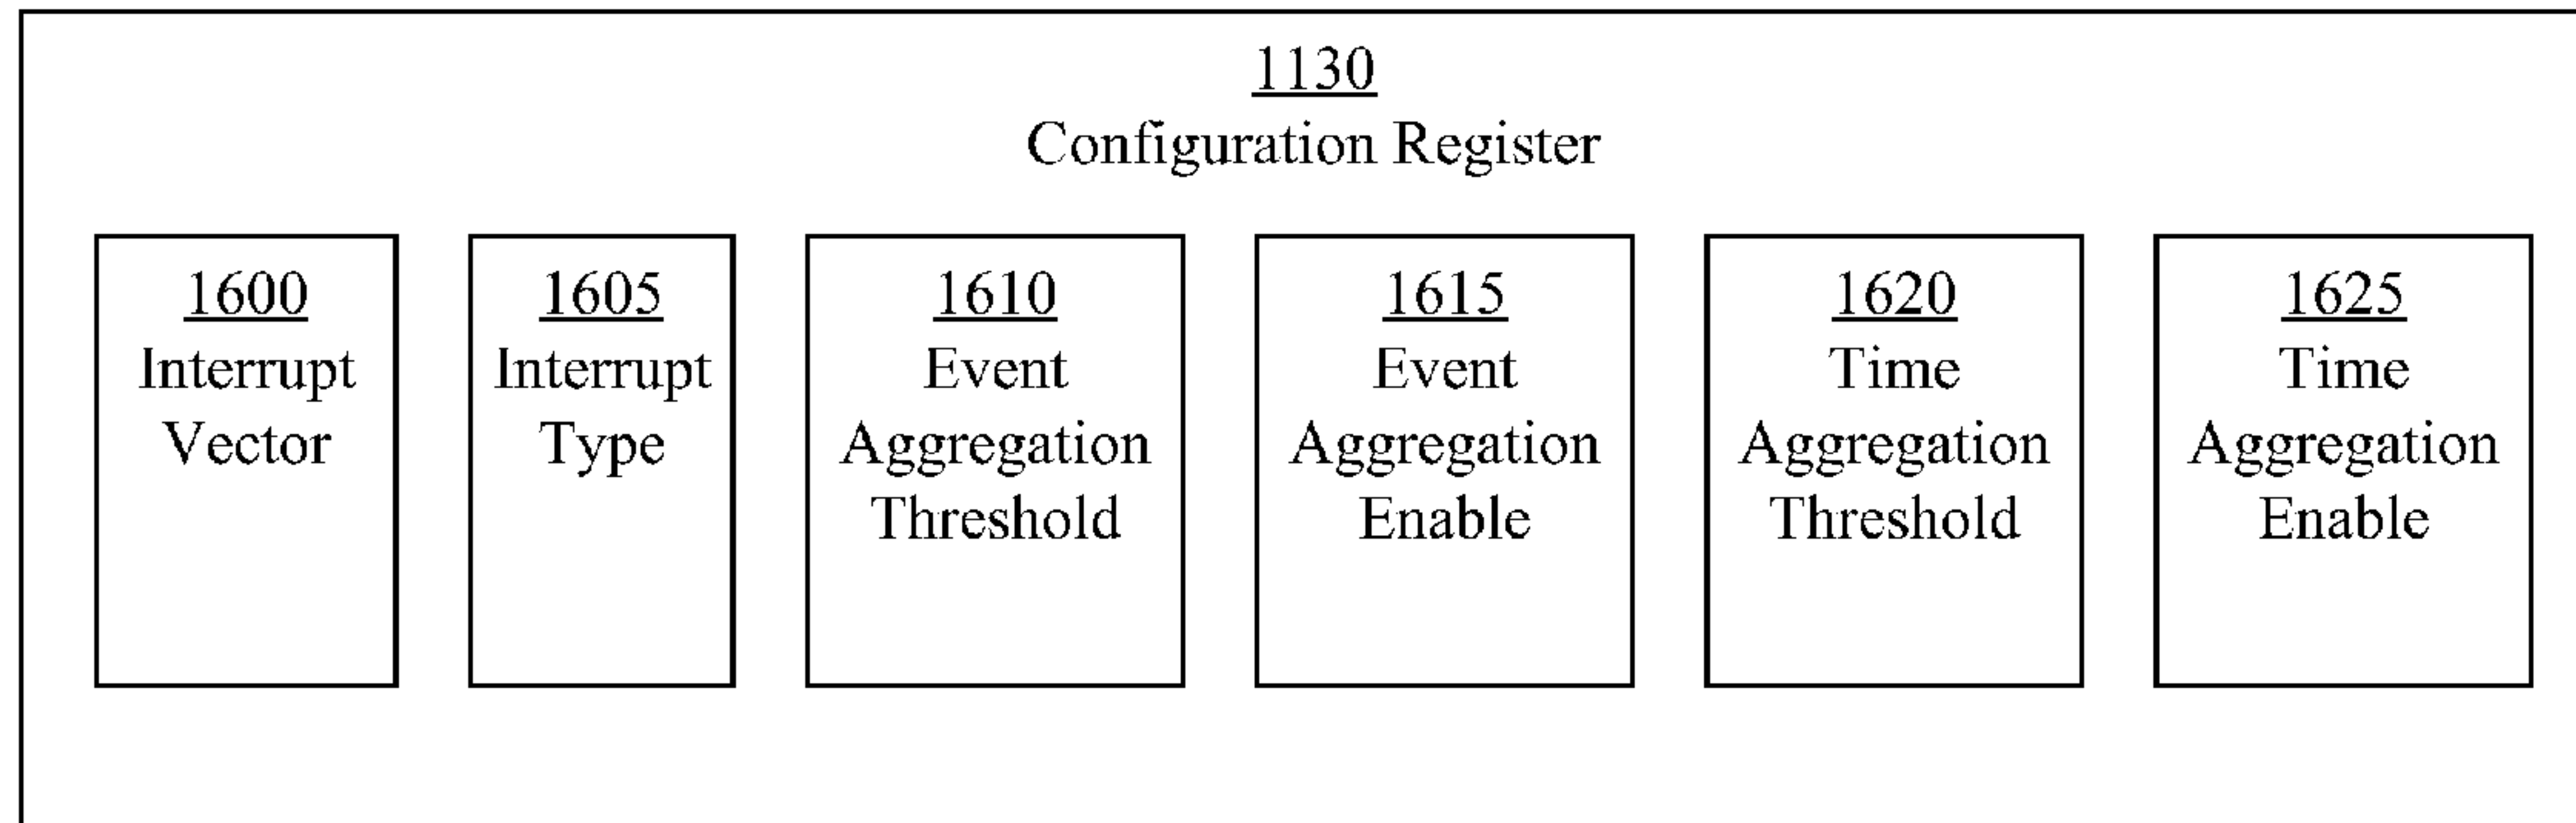 1130
Configuration Register
1600
Interrupt
Vector
1605
Interrupt
Type
1610
Event
Aggregation
Threshold
1615
Event
Aggregation
Enable
1620
Time
Aggregation
Threshold
1625
Time
Aggregation
Enable